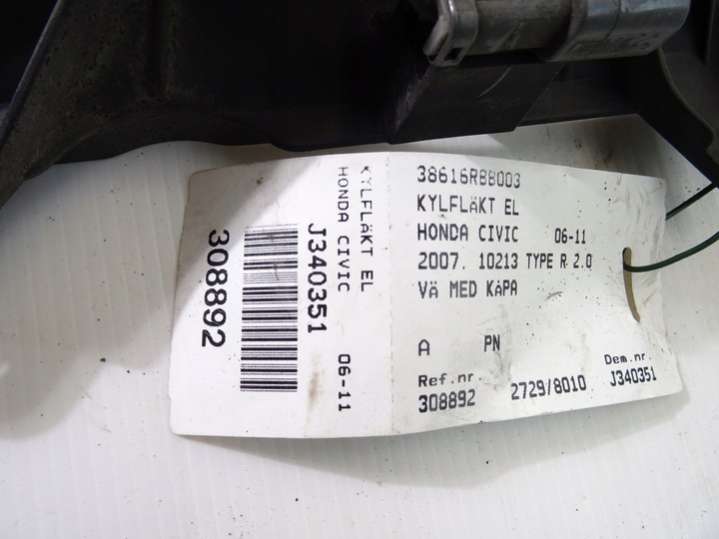 38616RBB003
KYLFLÄKT EL
HONDA CIVIC 06-11
2007. 10213 TYPE R 2.0
VÄ MED KÅPA
A PN
Ref.nr Dem.nr.
308892 2729/8010 J340351
KYLFLÄKT EL
HONDA CIVIC 06-11
J340351
308892